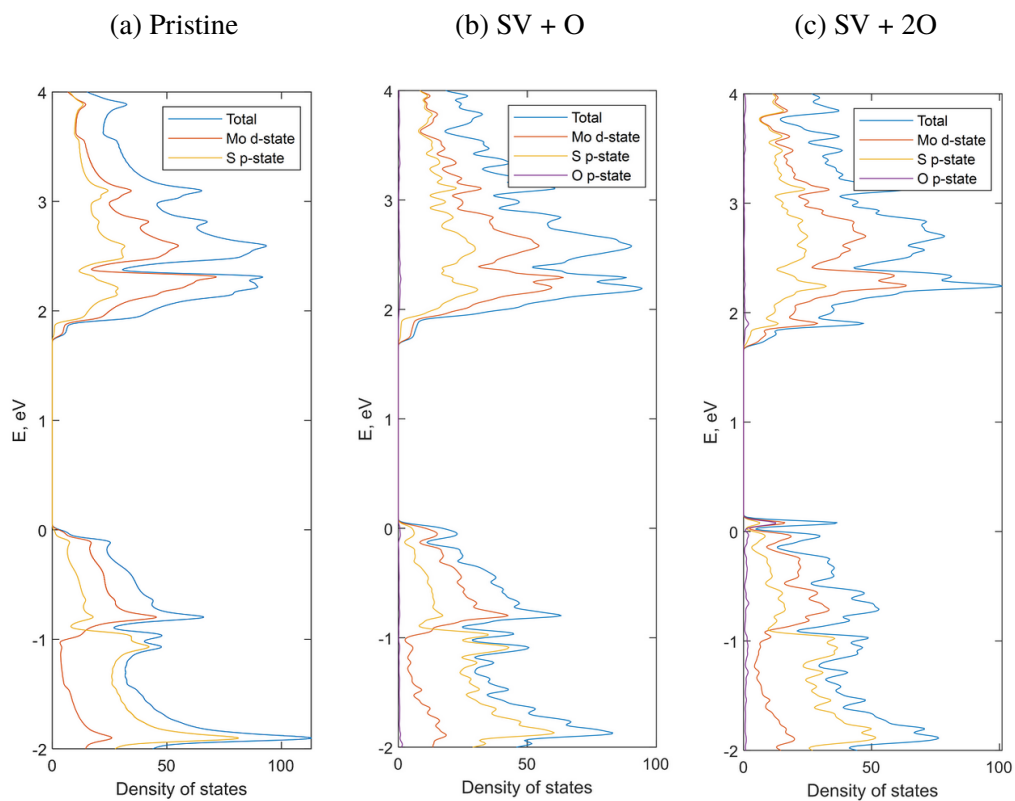 (a) Pristine
(b) SV + O
(c) SV + 2O
4
3
2
1
0
-1
-2
E, eV
0
50
100
Density of states
Total
Mo d-state
S p-state
4
3
2
1
0
-1
-2
E, eV
0
50
100
Density of states
Total
Mo d-state
S p-state
O p-state
4
3
2
1
0
-1
-2
E, eV
0
50
100
Density of states
Total
Mo d-state
S p-state
O p-state